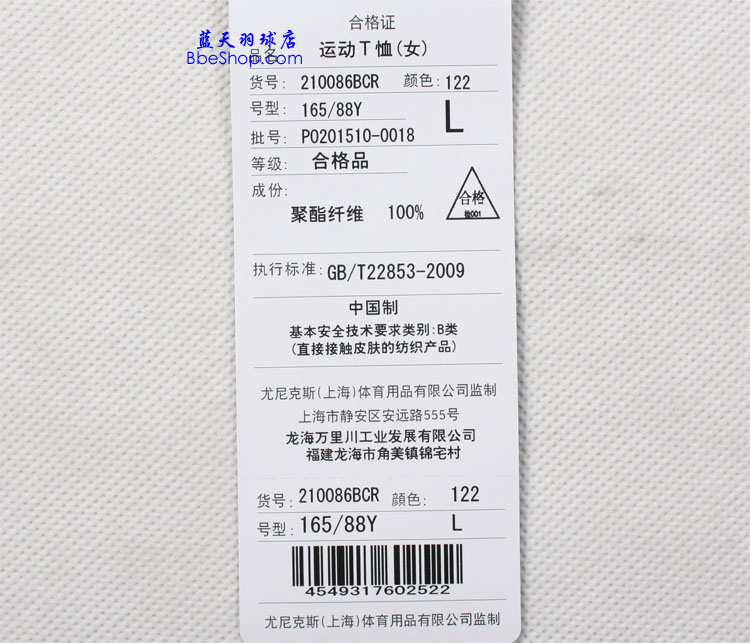 合格证
蓝天羽球店
BbeShop.com
品名: 运动T恤(女)
货号: 210086BCR 颜色: 122
号型: 165/88Y L
批号: PO201510-0018
等级: 合格品
成份:
合格
检001
聚酯纤维 100%
执行标准: GB/T22853-2009
中国制
基本安全技术要求类别:B类
(直接接触皮肤的纺织产品)
尤尼克斯(上海)体育用品有限公司监制
上海市静安区安远路555号
龙海万里川工业发展有限公司
福建龙海市角美镇锦宅村
货号: 210086BCR 顔色: 122
号型: 165/88Y L
4549317602522
尤尼克斯(上海)体育用品有限公司监制